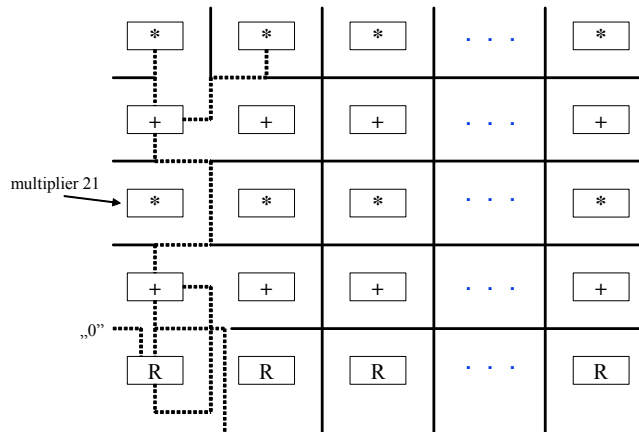 * * * . . . *
+ + + . . . +
multiplier 21
* * * . . . *
+ + + . . . +
„0”
R R R . . . R